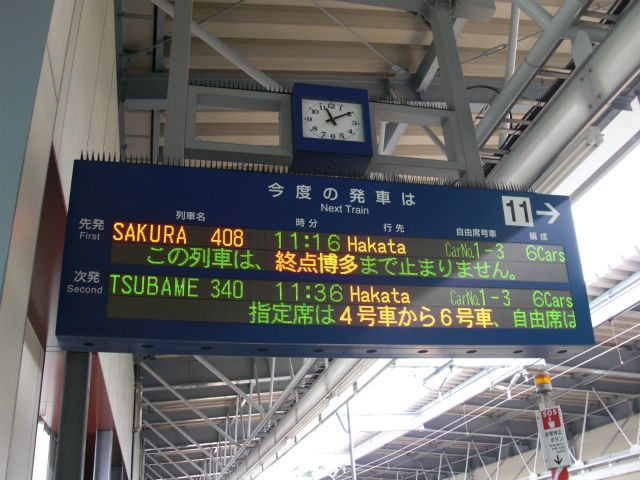 今度の発車は
Next Train
11 →
列車名 時分 行先 自由席号車 編成
先発 SAKURA 408 11:16 Hakata CarNo.1-3 6Cars
First
この列車は、終点博多まで止まりません。
次発 TSUBAME 340 11:36 Hakata CarNo.1-3 6Cars
Second
指定席は4号車から6号車、自由席は
SOS